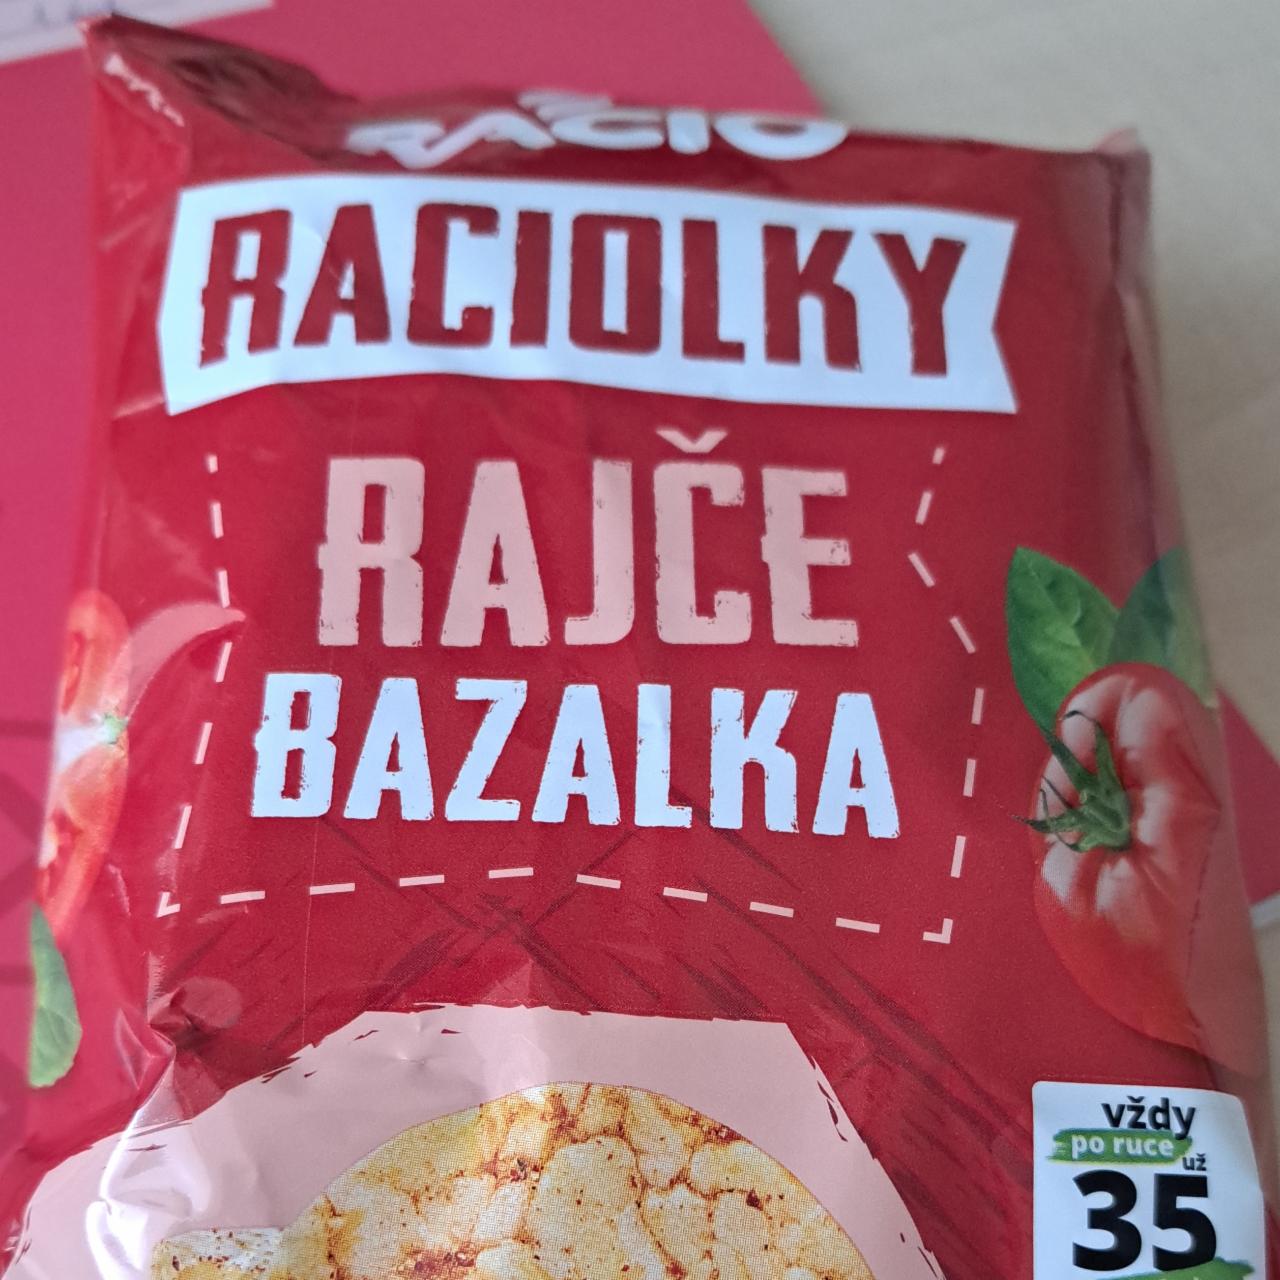 RACIO
RACIOLKY
RAJČE
BAZALKA
vždy
po ruce
už
35